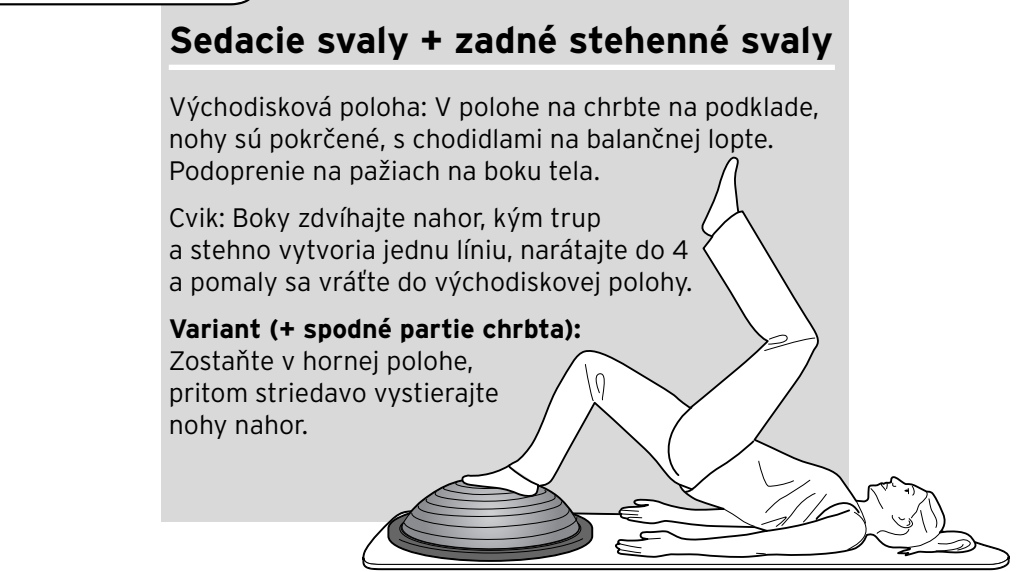 Sedacie svaly + zadné stehenné svaly
Východisková poloha: V polohe na chrbte na podklade,
nohy sú pokrčené, s chodidlami na balančnej lopte.
Podoprenie na pažiach na boku tela.
Cvik: Boky zdvíhajte nahor, kým trup
a stehno vytvoria jednu líniu, narátajte do 4
a pomaly sa vráťte do východiskovej polohy.
Variant (+ spodné partie chrbta):
Zostaňte v hornej polohe,
pritom striedavo vystierajte
nohy nahor.